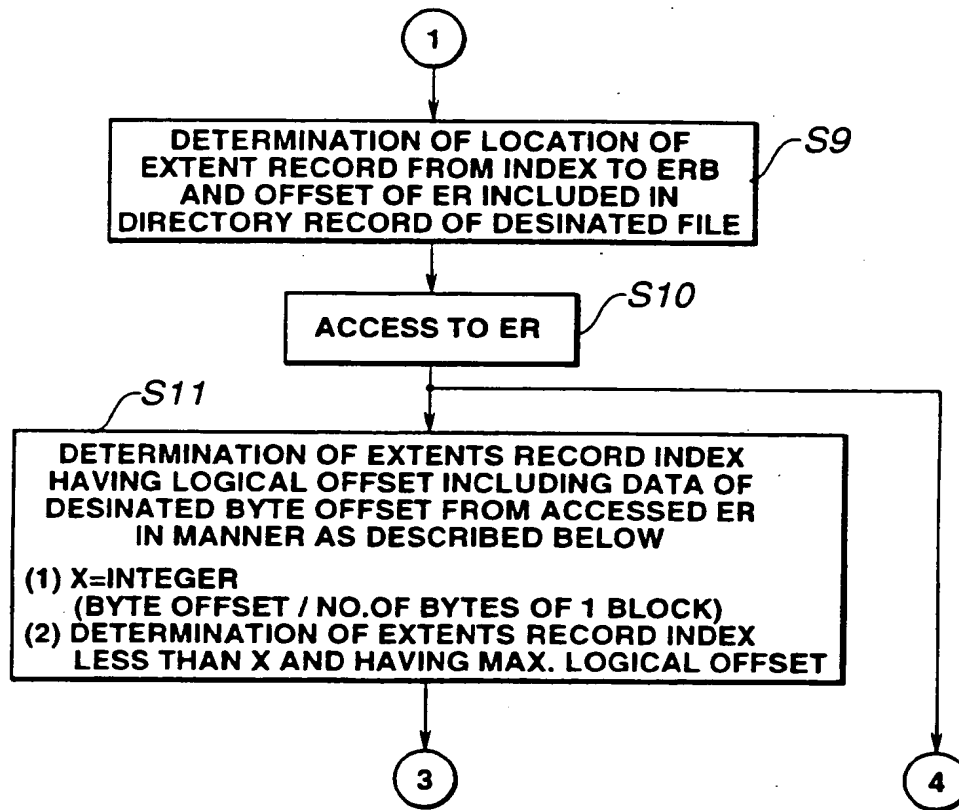 1
DETERMINATION OF LOCATION OF
EXTENT RECORD FROM INDEX TO ERB
AND OFFSET OF ER INCLUDED IN
DIRECTORY RECORD OF DESINATED FILE
S9
ACCESS TO ER
S10
S11
DETERMINATION OF EXTENTS RECORD INDEX
HAVING LOGICAL OFFSET INCLUDING DATA OF
DESINATED BYTE OFFSET FROM ACCESSED ER
IN MANNER AS DESCRIBED BELOW
(1) X=INTEGER
(BYTE OFFSET / NO.OF BYTES OF 1 BLOCK)
(2) DETERMINATION OF EXTENTS RECORD INDEX
LESS THAN X AND HAVING MAX. LOGICAL OFFSET
3
4